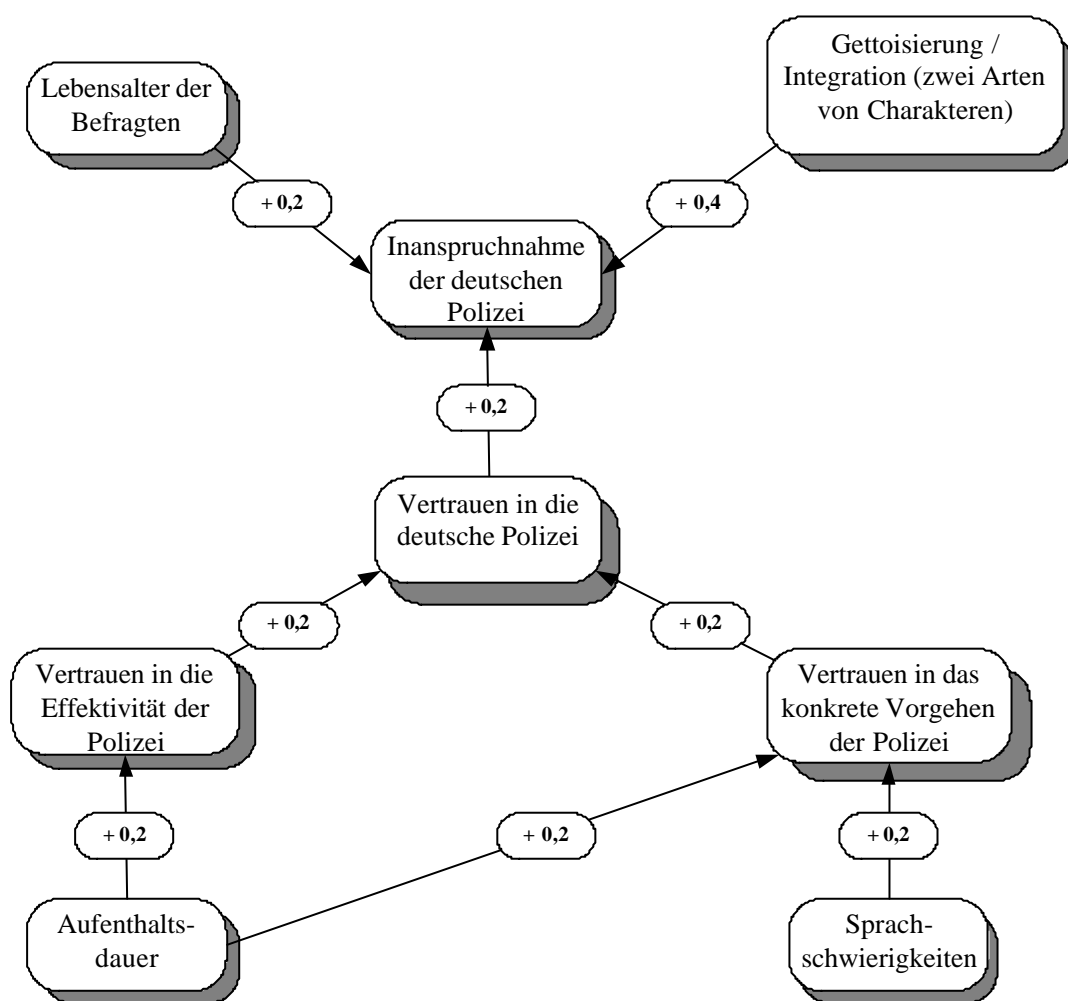 Lebensalter der
Befragten
Gettoisierung /
Integration (zwei Arten
von Charakteren)
+ 0,2
+ 0,4
Inanspruchnahme
der deutschen
Polizei
+ 0,2
Vertrauen in die
deutsche Polizei
+ 0,2
+ 0,2
Vertrauen in die
Effektivität der
Polizei
Vertrauen in das
konkrete Vorgehen
der Polizei
+ 0,2
+ 0,2
+ 0,2
Aufenthalts-
dauer
Sprach-
schwierigkeiten